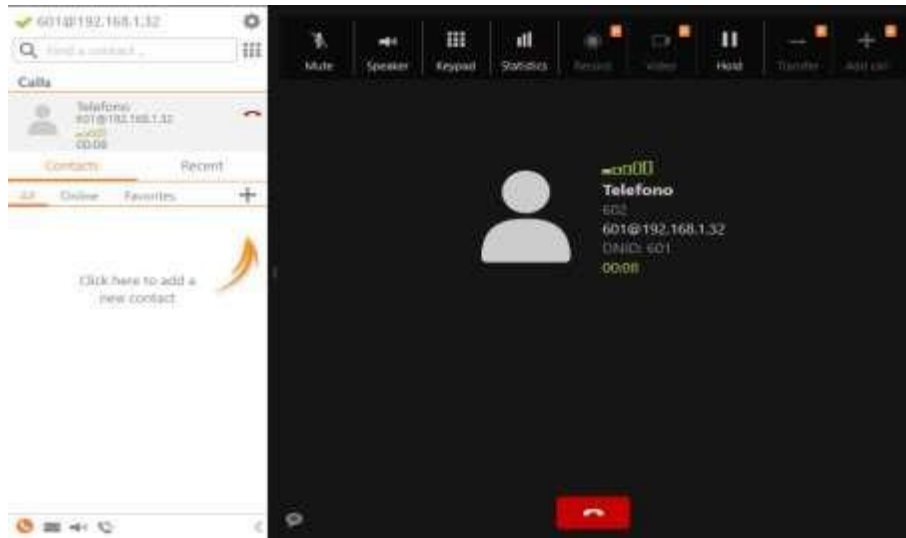 601@192.168.1.32
Find a contact...
Calls
Telefono
601@192.168.1.32
00:08
Contacts Recent
All Online Favorites
Click here to add a
new contact
Mute Speaker Keypad Statistics Record Video Hold Transfer Add call
Telefono
602
601@192.168.1.32
DNID: 601
00:08